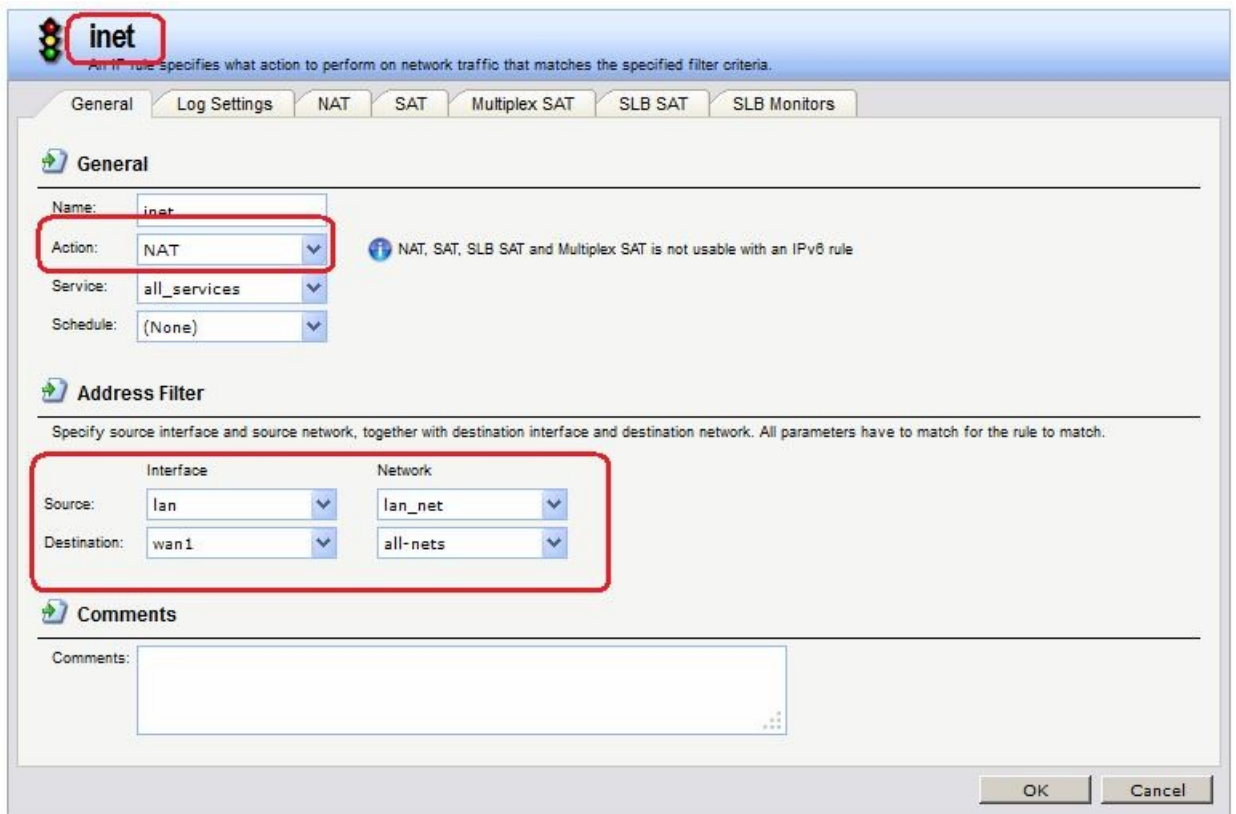 inet
An IP rule specifies what action to perform on network traffic that matches the specified filter criteria.
General Log Settings NAT SAT Multiplex SAT SLB SAT SLB Monitors
General
Name: inet
Action: NAT NAT, SAT, SLB SAT and Multiplex SAT is not usable with an IPv6 rule
Service: all_services
Schedule: (None)
Address Filter
Specify source interface and source network, together with destination interface and destination network. All parameters have to match for the rule to match.
Interface Network
Source: lan lan_net
Destination: wan1 all-nets
Comments
Comments:
OK Cancel